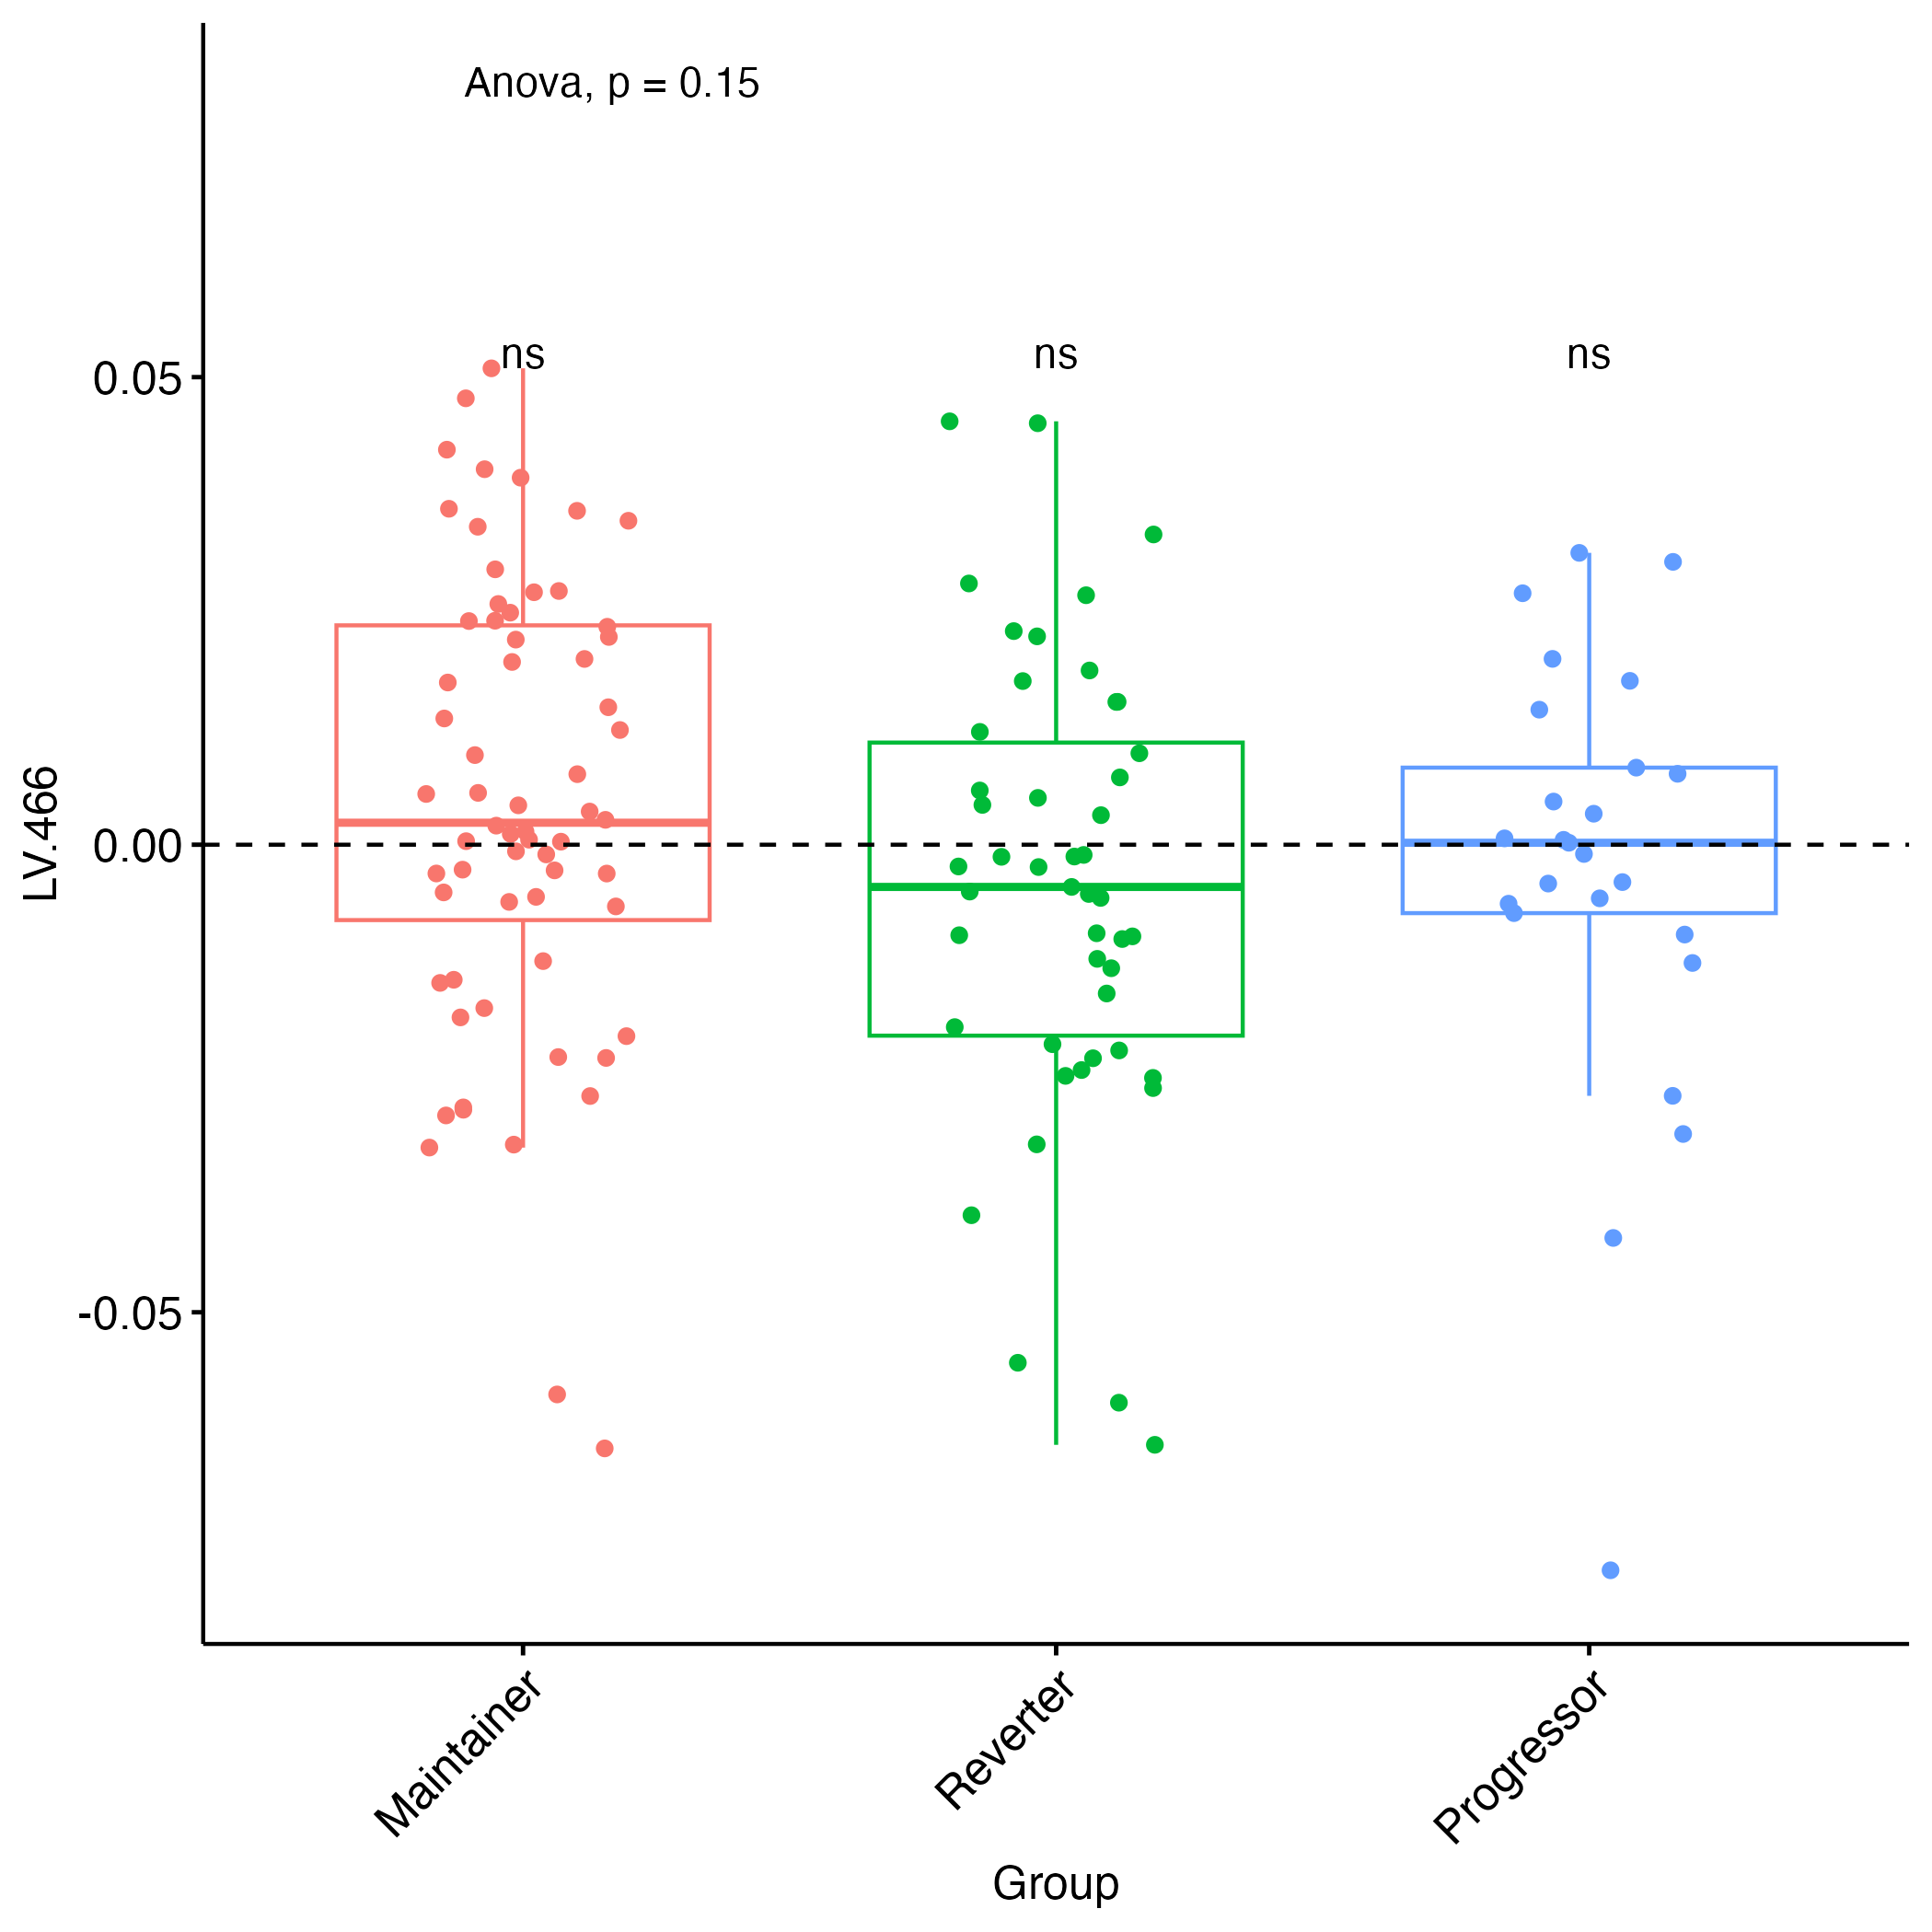 Anova, p = 0.15
ns ns ns
0.05
0.00
-0.05
LV.466
Maintainer
Reverter
Progressor
Group